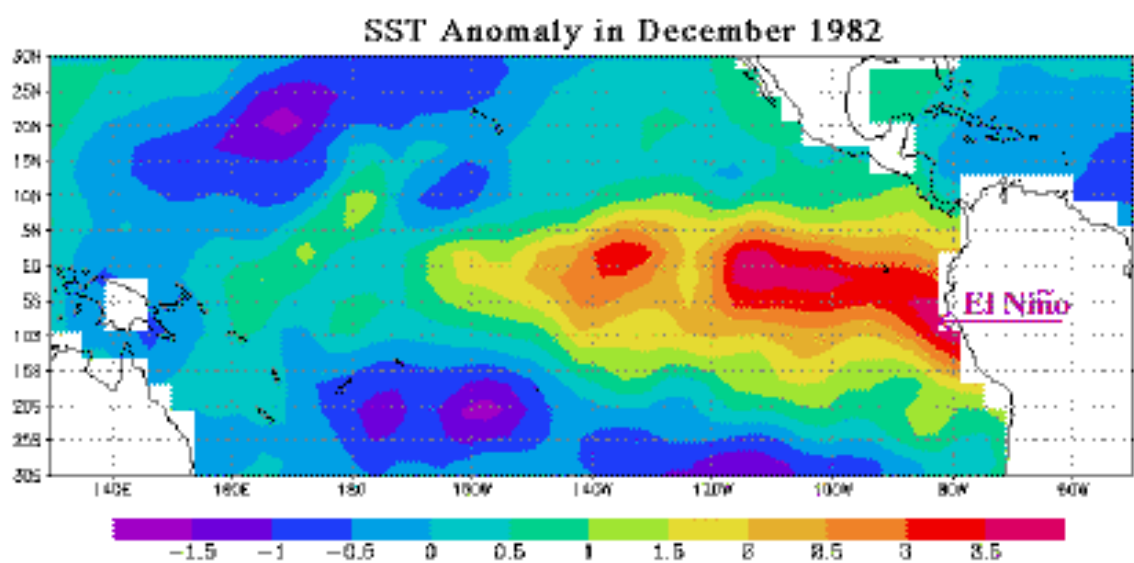 SST Anomaly in December 1982
30N
25N
20N
15N
10N
5N
EQ
5S
El Niño
10S
15S
20S
25S
30S
140E 160E 180 160W 140W 120W 100W 80W 60W
-1.5 -1 -0.5 0 0.5 1 1.5 2 2.5 3 3.5